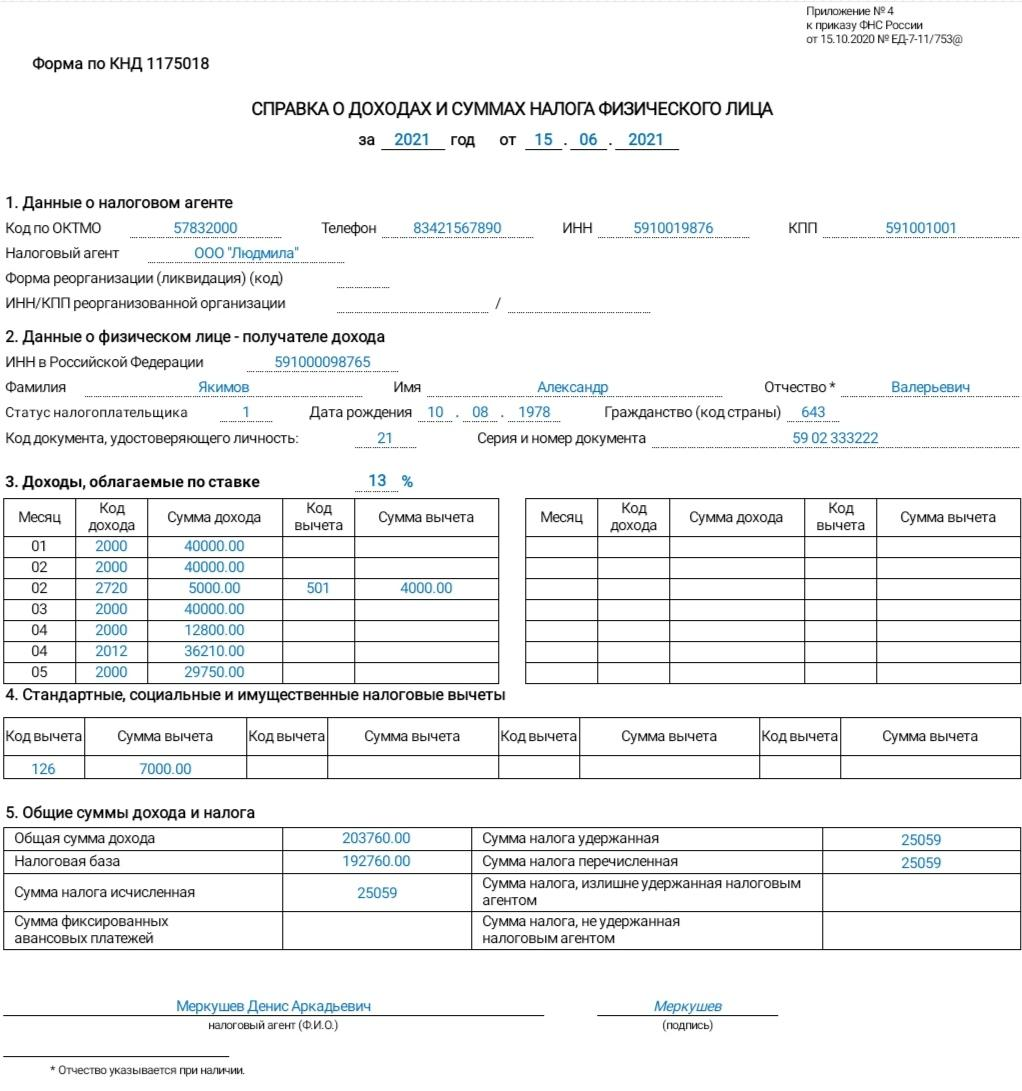 Приложение № 4
к приказу ФНС России
от 15.10.2020 № ЕД-7-11/753@
Форма по КНД 1175018
СПРАВКА О ДОХОДАХ И СУММАХ НАЛОГА ФИЗИЧЕСКОГО ЛИЦА
за 2021 год от 15 . 06 . 2021
1. Данные о налоговом агенте
Код по ОКТМО 57832000 Телефон 83421567890 ИНН 5910019876 КПП 591001001
Налоговый агент ООО "Людмила"
Форма реорганизации (ликвидация) (код)
ИНН/КПП реорганизованной организации /
2. Данные о физическом лице - получателе дохода
ИНН в Российской Федерации 591000098765
Фамилия Якимов Имя Александр Отчество * Валерьевич
Статус налогоплательщика 1 Дата рождения 10 . 08 . 1978 Гражданство (код страны) 643
Код документа, удостоверяющего личность: 21 Серия и номер документа 59 02 333222
3. Доходы, облагаемые по ставке 13 %
Месяц Код дохода Сумма дохода Код вычета Сумма вычета Месяц Код дохода Сумма дохода Код вычета Сумма вычета
01 2000 40000.00
02 2000 40000.00
02 2720 5000.00 501 4000.00
03 2000 40000.00
04 2000 12800.00
04 2012 36210.00
05 2000 29750.00
4. Стандартные, социальные и имущественные налоговые вычеты
Код вычета Сумма вычета Код вычета Сумма вычета Код вычета Сумма вычета Код вычета Сумма вычета
126 7000.00
5. Общие суммы дохода и налога
Общая сумма дохода 203760.00 Сумма налога удержанная 25059
Налоговая база 192760.00 Сумма налога перечисленная 25059
Сумма налога исчисленная 25059 Сумма налога, излишне удержанная налоговым
агентом
Сумма фиксированных Сумма налога, не удержанная
авансовых платежей налоговым агентом
Меркушев Денис Аркадьевич Меркушев
налоговый агент (Ф.И.О.) (подпись)
* Отчество указывается при наличии.